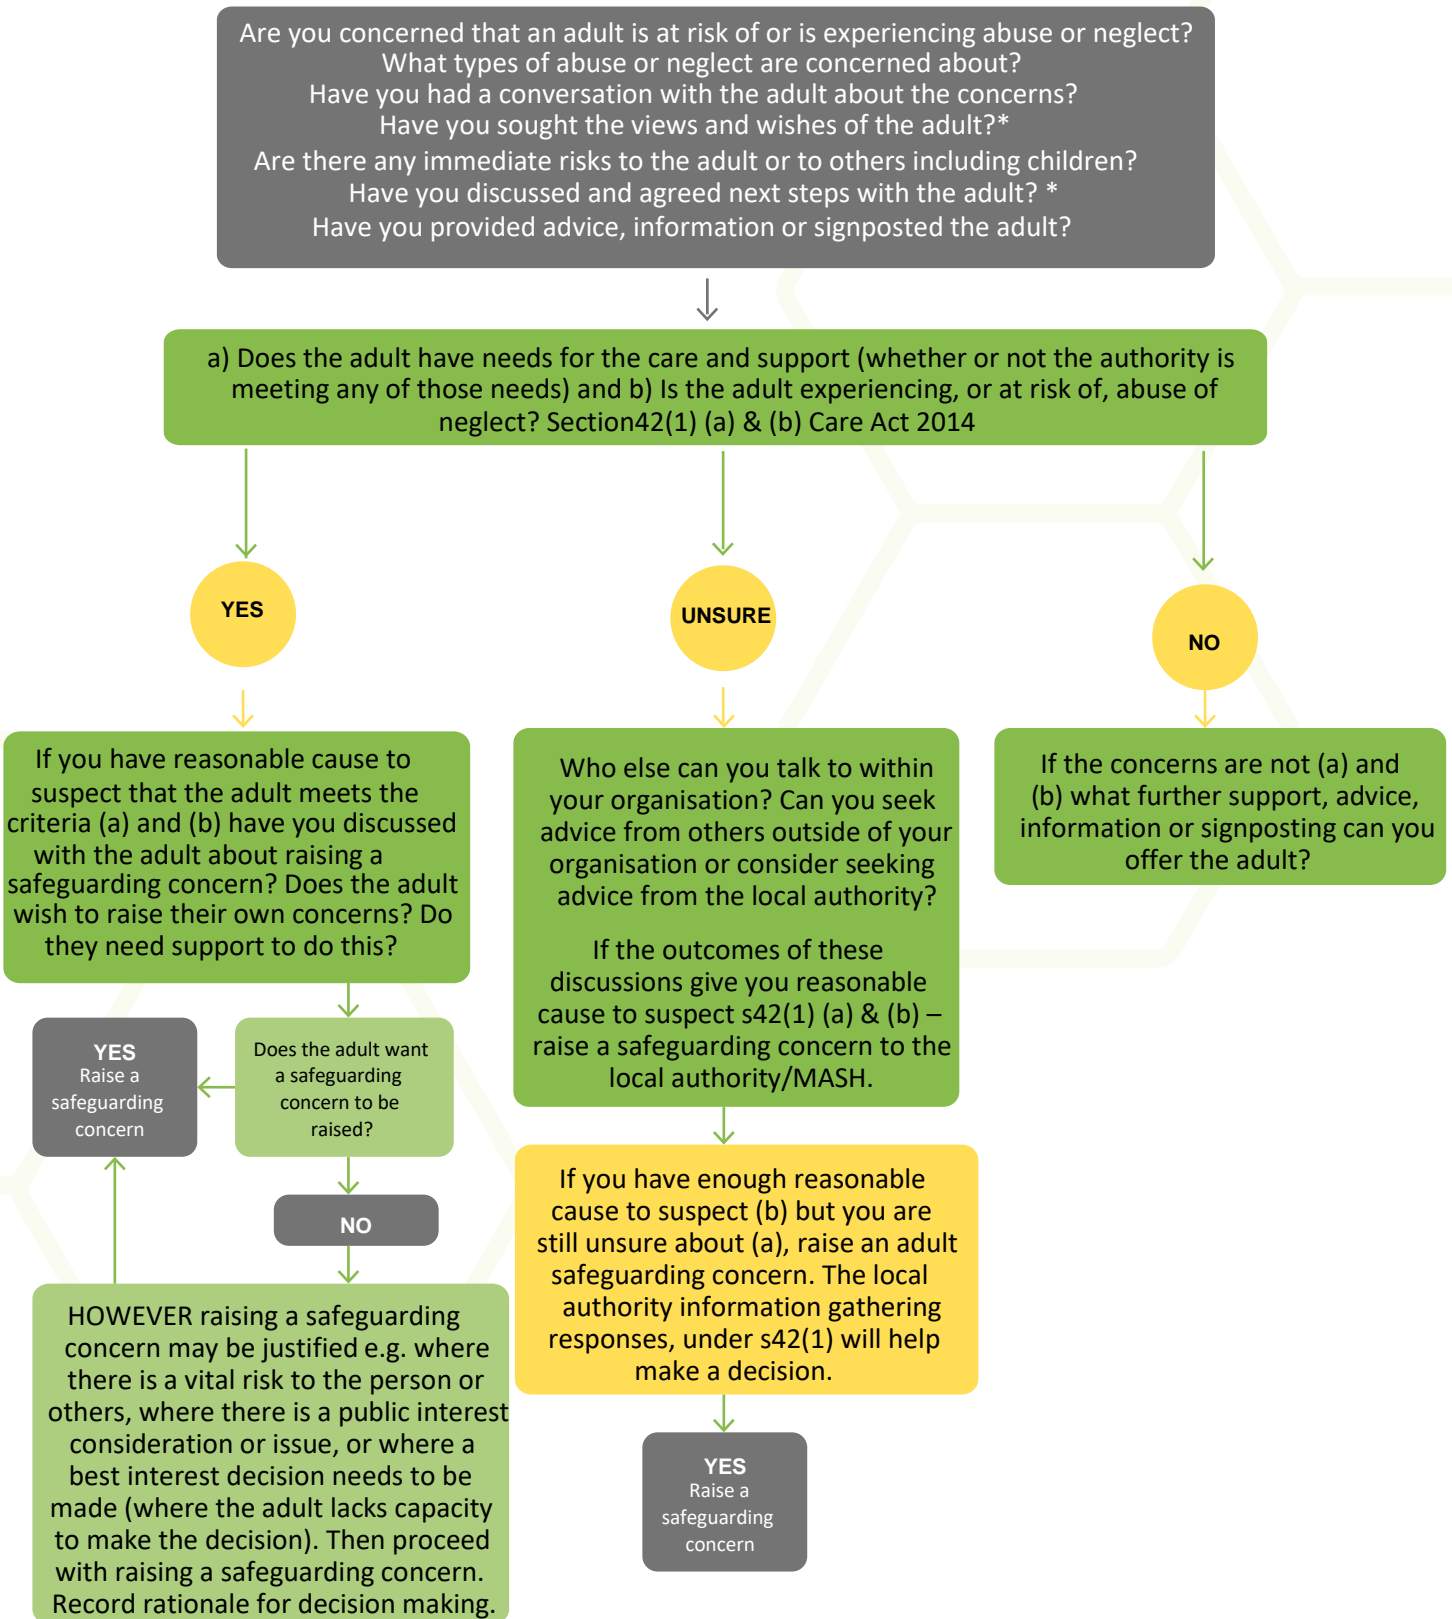 Are you concerned that an adult is at risk of or is experiencing abuse or neglect?
What types of abuse or neglect are concerned about?
Have you had a conversation with the adult about the concerns?
Have you sought the views and wishes of the adult?*
Are there any immediate risks to the adult or to others including children?
Have you discussed and agreed next steps with the adult? *
Have you provided advice, information or signposted the adult?
a) Does the adult have needs for the care and support (whether or not the authority is
meeting any of those needs) and b) Is the adult experiencing, or at risk of, abuse of
neglect? Section42(1) (a) & (b) Care Act 2014
YES
UNSURE
NO
If you have reasonable cause to
suspect that the adult meets the
criteria (a) and (b) have you discussed
with the adult about raising a
safeguarding concern? Does the adult
wish to raise their own concerns? Do
they need support to do this?
Who else can you talk to within
your organisation? Can you seek
advice from others outside of your
organisation or consider seeking
advice from the local authority?
If the outcomes of these
discussions give you reasonable
cause to suspect s42(1) (a) & (b) –
raise a safeguarding concern to the
local authority/MASH.
If the concerns are not (a) and
(b) what further support, advice,
information or signposting can you
offer the adult?
YES
Raise a
safeguarding
concern
Does the adult want
a safeguarding
concern to be
raised?
NO
HOWEVER raising a safeguarding
concern may be justified e.g. where
there is a vital risk to the person or
others, where there is a public interest
consideration or issue, or where a
best interest decision needs to be
made (where the adult lacks capacity
to make the decision). Then proceed
with raising a safeguarding concern.
Record rationale for decision making.
If you have enough reasonable
cause to suspect (b) but you are
still unsure about (a), raise an adult
safeguarding concern. The local
authority information gathering
responses, under s42(1) will help
make a decision.
YES
Raise a
safeguarding
concern